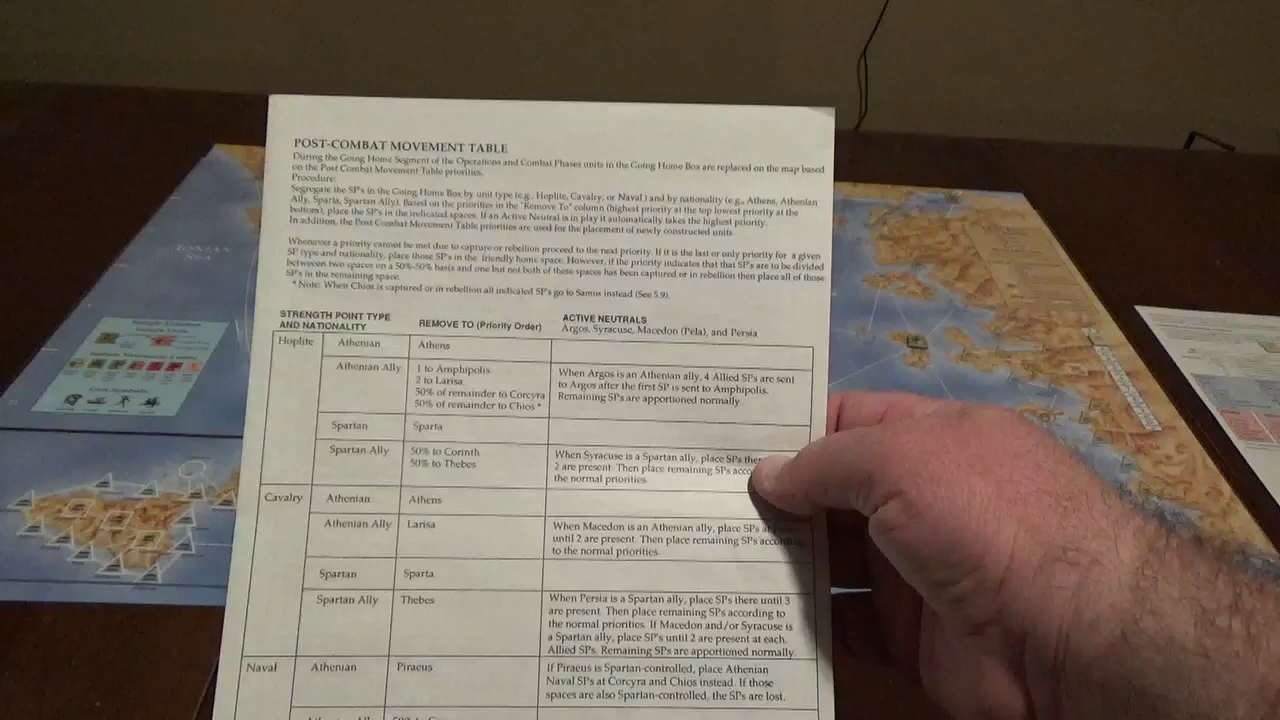 POST-COMBAT MOVEMENT TABLE
During the Going Home Segment of the Operations and Combat Phases units in the Going Home Box are replaced on the map based
on the Post Combat Movement Table priorities.
Procedure:
Segregate the SP's in the Going Home Box by unit type (e.g., Hoplite, Cavalry, or Naval ) and by nationality (e.g., Athens, Athenian
Ally, Sparta, Spartan Ally). Based on the priorities in the "Remove To" column (highest priority at the top lowest priority at the
bottom), place the SP's in the indicated spaces. If an Active Neutral is in play it automatically takes the highest priority.
In addition, the Post Combat Movement Table priorities are used for the placement of newly constructed units.
Whenever a priority cannot be met due to capture or rebellion proceed to the next priority. If it is the last or only priority for a given
SP type and nationality, place those SP's in the friendly home space. However, if the priority indicates that that SP's are to be divided
between two spaces on a 50%-50% basis and one but not both of these spaces has been captured or in rebellion then place all of those
SP's in the remaining space.
* Note: When Chios is captured or in rebellion all indicated SP's go to Samos instead (See 5.9).
STRENGTH POINT TYPE
AND NATIONALITY
REMOVE TO (Priority Order)
ACTIVE NEUTRALS
Argos, Syracuse, Macedon (Pela), and Persia
Hoplite
Athenian
Athens
Athenian Ally
1 to Amphipolis
2 to Larisa
50% of remainder to Corcyra
50% of remainder to Chios *
When Argos is an Athenian ally, 4 Allied SP's are sent
to Argos after the first SP is sent to Amphipolis.
Remaining SPs are apportioned normally
Spartan
Sparta
Spartan Ally
50% to Corinth
50% to Thebes
When Syracuse is a Spartan ally, place SPs
2 are present. Then place remaining SPs
the normal priorities
Cavalry
Athenian
Athens
Athenian Ally
Larisa
When Macedon is an Athenian ally, place SPs
until 2 are present. Then place remaining SPs according
to the normal priorities
Spartan
Sparta
Spartan Ally
Thebes
When Persia is a Spartan ally, place SPs there until 3
are present. Then place remaining SPs according to
the normal priorities. If Macedon and/or Syracuse is
a Spartan ally, place SP's until 2 are present at each.
Allied SPs. Remaining SPs are apportioned normally
Naval
Athenian
Piraeus
If Piraeus is Spartan-controlled, place Athenian
Naval SPs at Corcyra and Chios instead. If those
spaces are also Spartan-controlled, the SPs are lost.
IONIAN
SEA